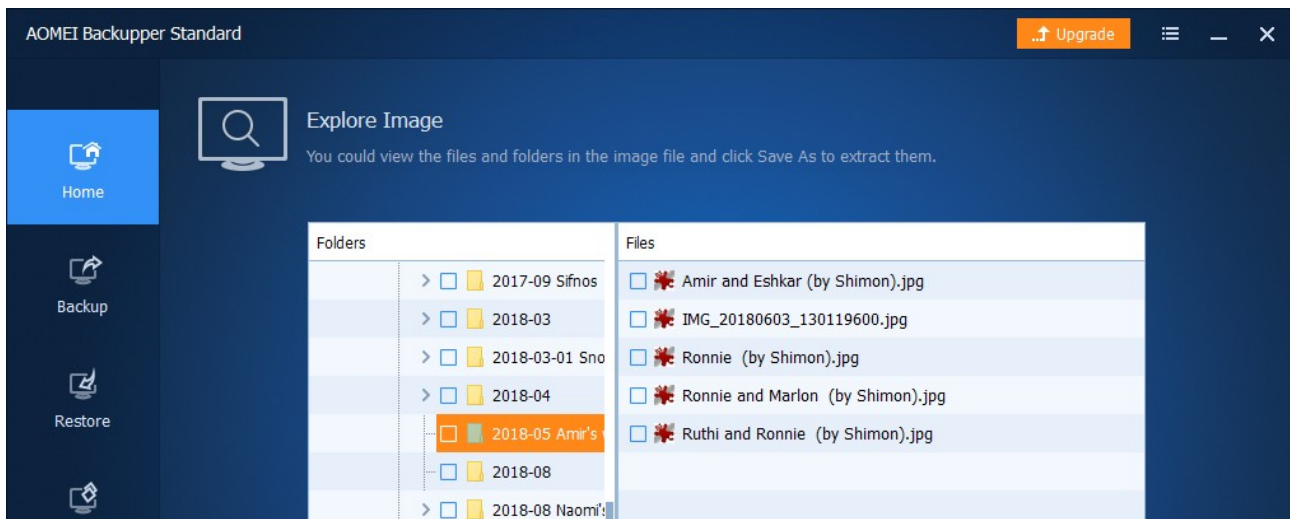 AOMEI Backupper Standard
Upgrade
Explore Image
You could view the files and folders in the image file and click Save As to extract them.
Home
Backup
Restore
Folders
2017-09 Sifnos
2018-03
2018-03-01 Sno
2018-04
2018-05 Amir's
2018-08
2018-08 Naomi's
Files
Amir and Eshkar (by Shimon).jpg
IMG_20180603_130119600.jpg
Ronnie  (by Shimon).jpg
Ronnie and Marlon  (by Shimon).jpg
Ruthi and Ronnie  (by Shimon).jpg